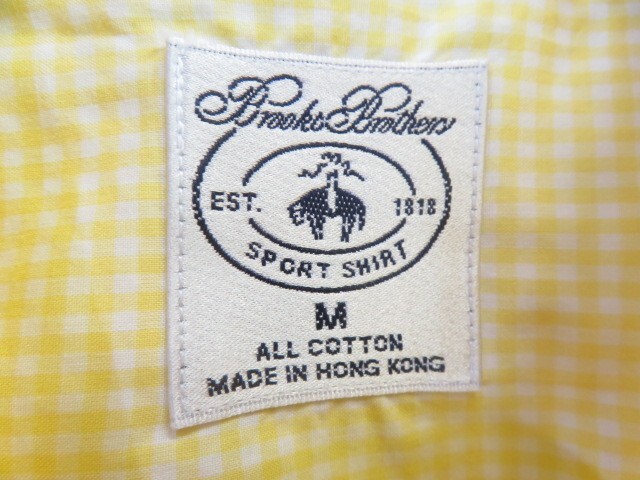 Brooks Brothers
EST. 1818
SPORT SHIRT
M
ALL COTTON
MADE IN HONG KONG